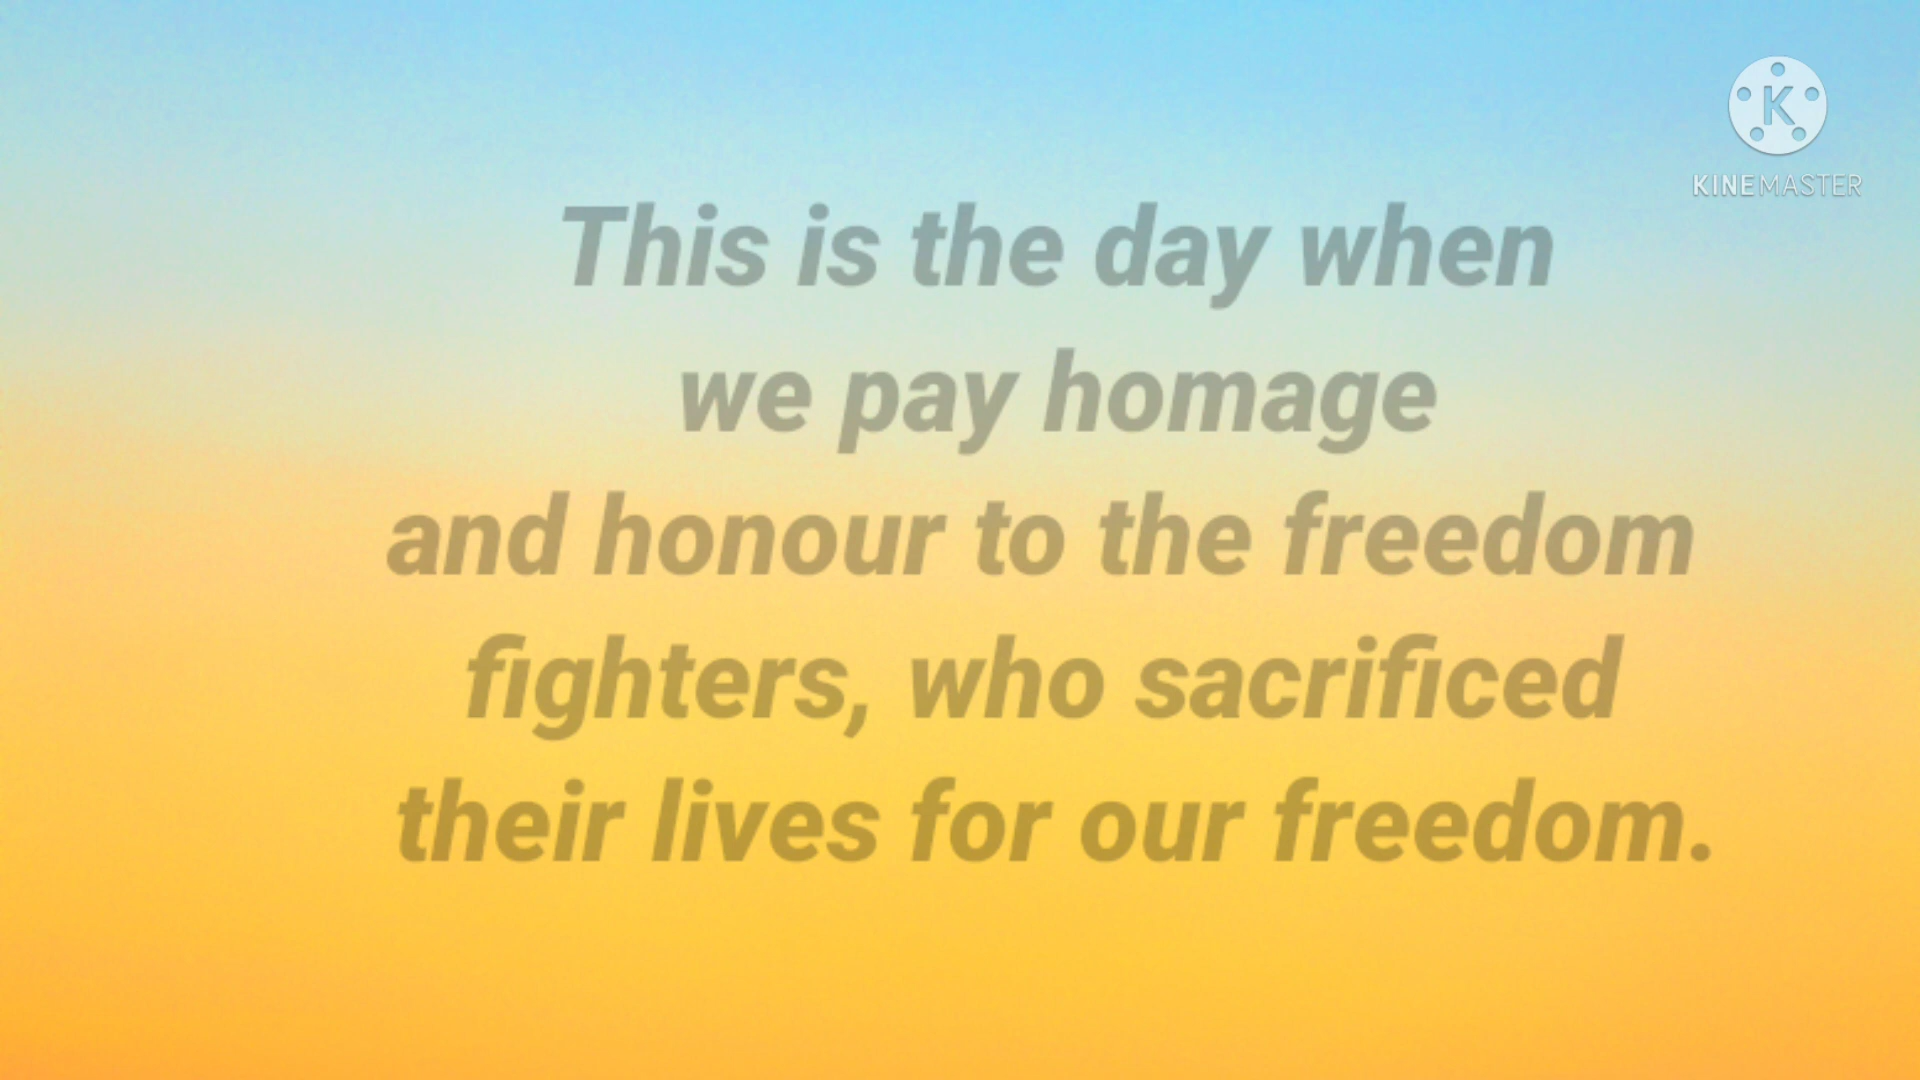 K
KINEMASTER
This is the day when
we pay homage
and honour to the freedom
fighters, who sacrificed
their lives for our freedom.